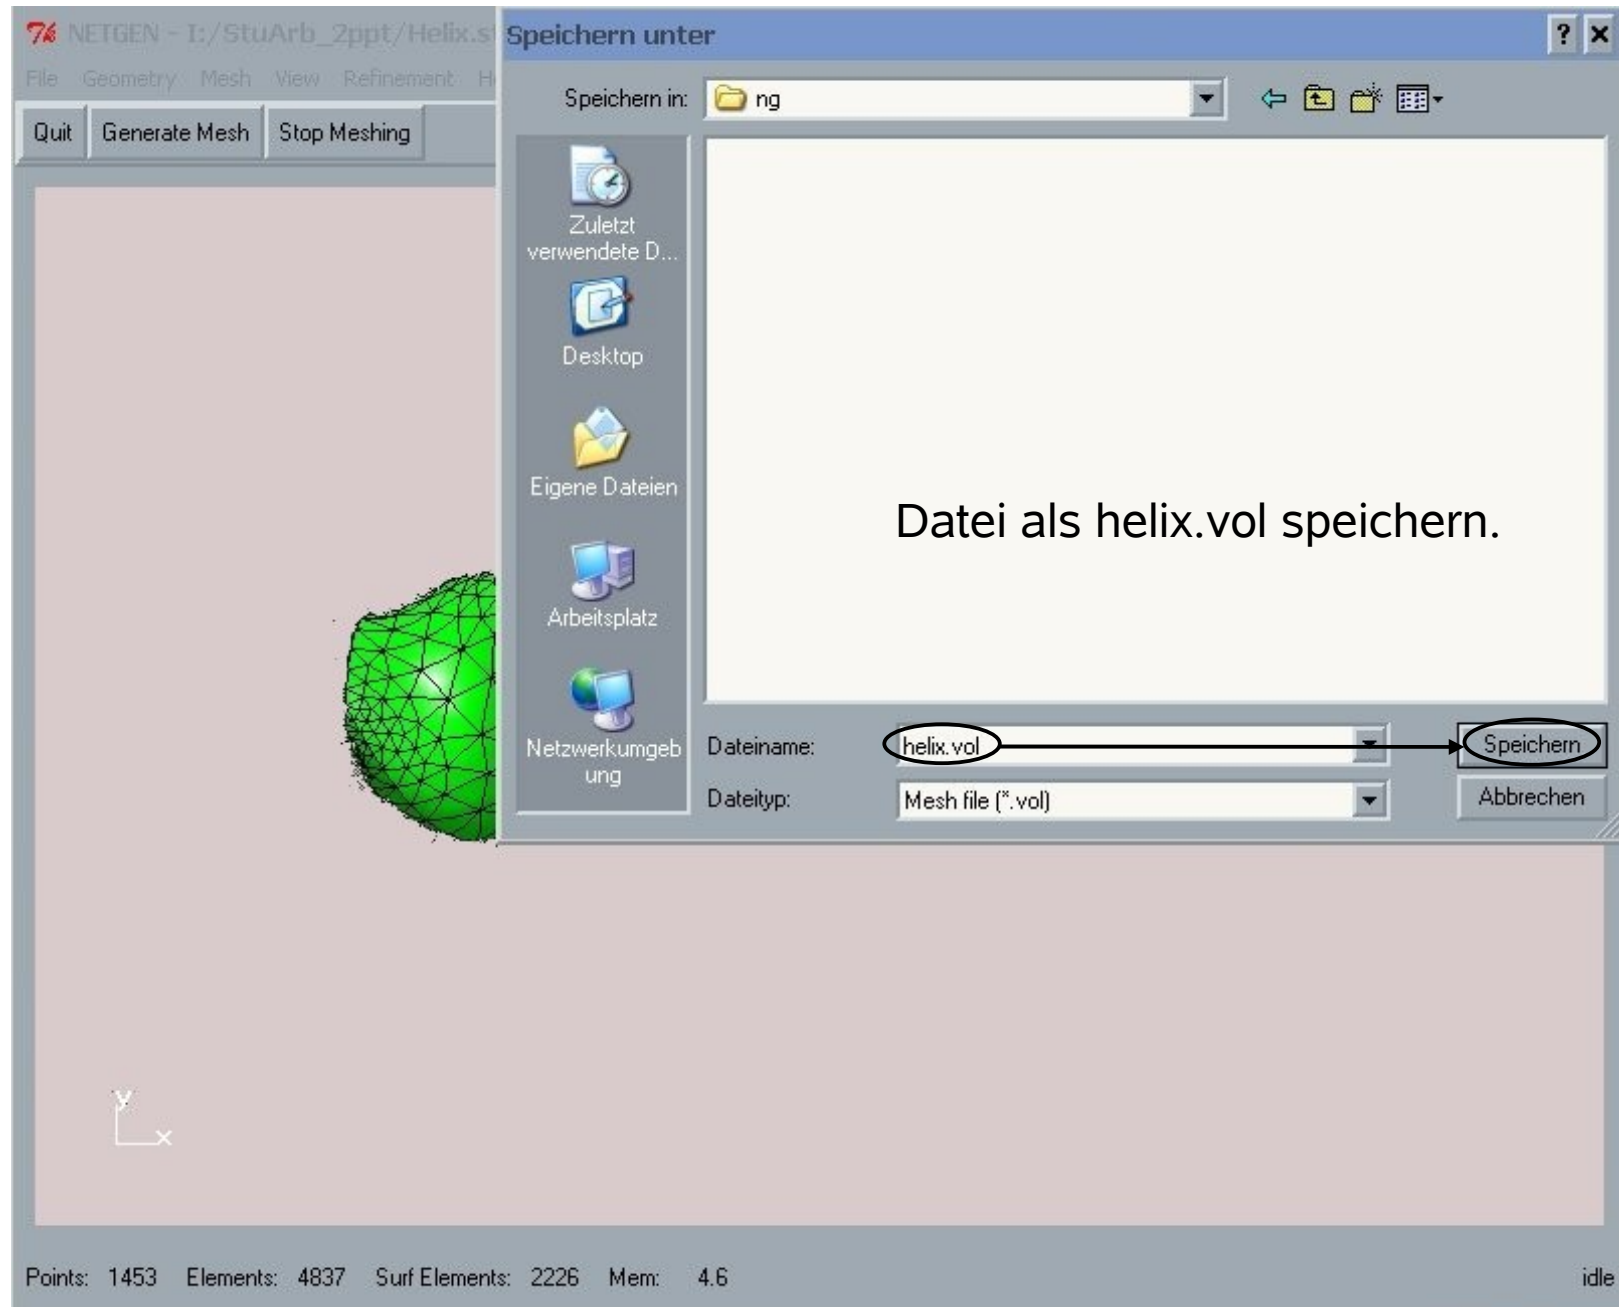 NETGEN - I:/StuArb_2ppt/Helix.s
File Geometry Mesh View Refinement H
Quit Generate Mesh Stop Meshing
Speichern unter
Speichern in: ng
Zuletzt
verwendete D...
Desktop
Eigene Dateien
Arbeitsplatz
Netzwerkumgeb
ung
Datei als helix.vol speichern.
Dateiname: helix.vol Speichern
Dateityp: Mesh file (*.vol) Abbrechen
y
x
Points: 1453 Elements: 4837 Surf Elements: 2226 Mem: 4.6 idle